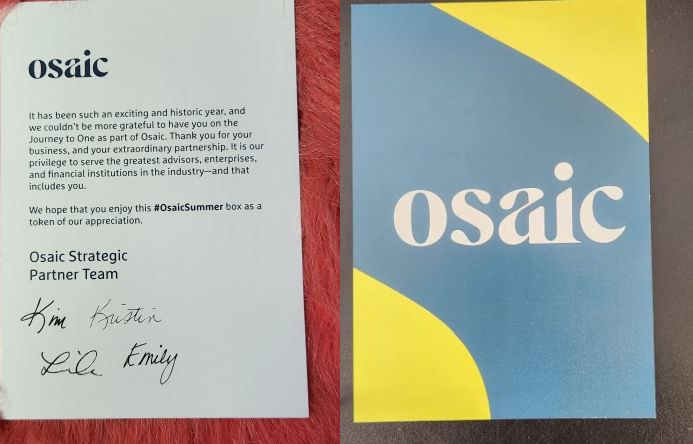 osaic
It has been such an exciting and historic year, and
we couldn't be more grateful to have you on the
Journey to One as part of Osaic. Thank you for your
business, and your extraordinary partnership. It is our
privilege to serve the greatest advisors, enterprises,
and financial institutions in the industry—and that
includes you.
We hope that you enjoy this #OsaicSummer box as a
token of our appreciation.
Osaic Strategic
Partner Team
Kim Kristin
Emily
osaic